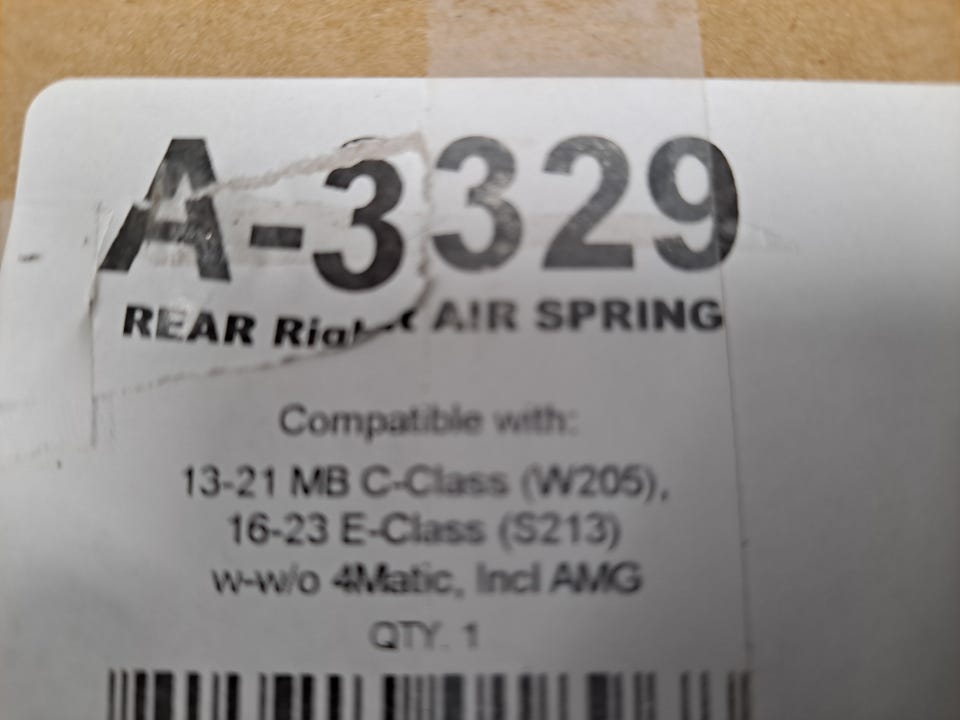 A-3329
REAR Right AIR SPRING
Compatible with:
13-21 MB C-Class (W205),
16-23 E-Class (S213)
w-w/o 4Matic, Incl AMG
QTY. 1